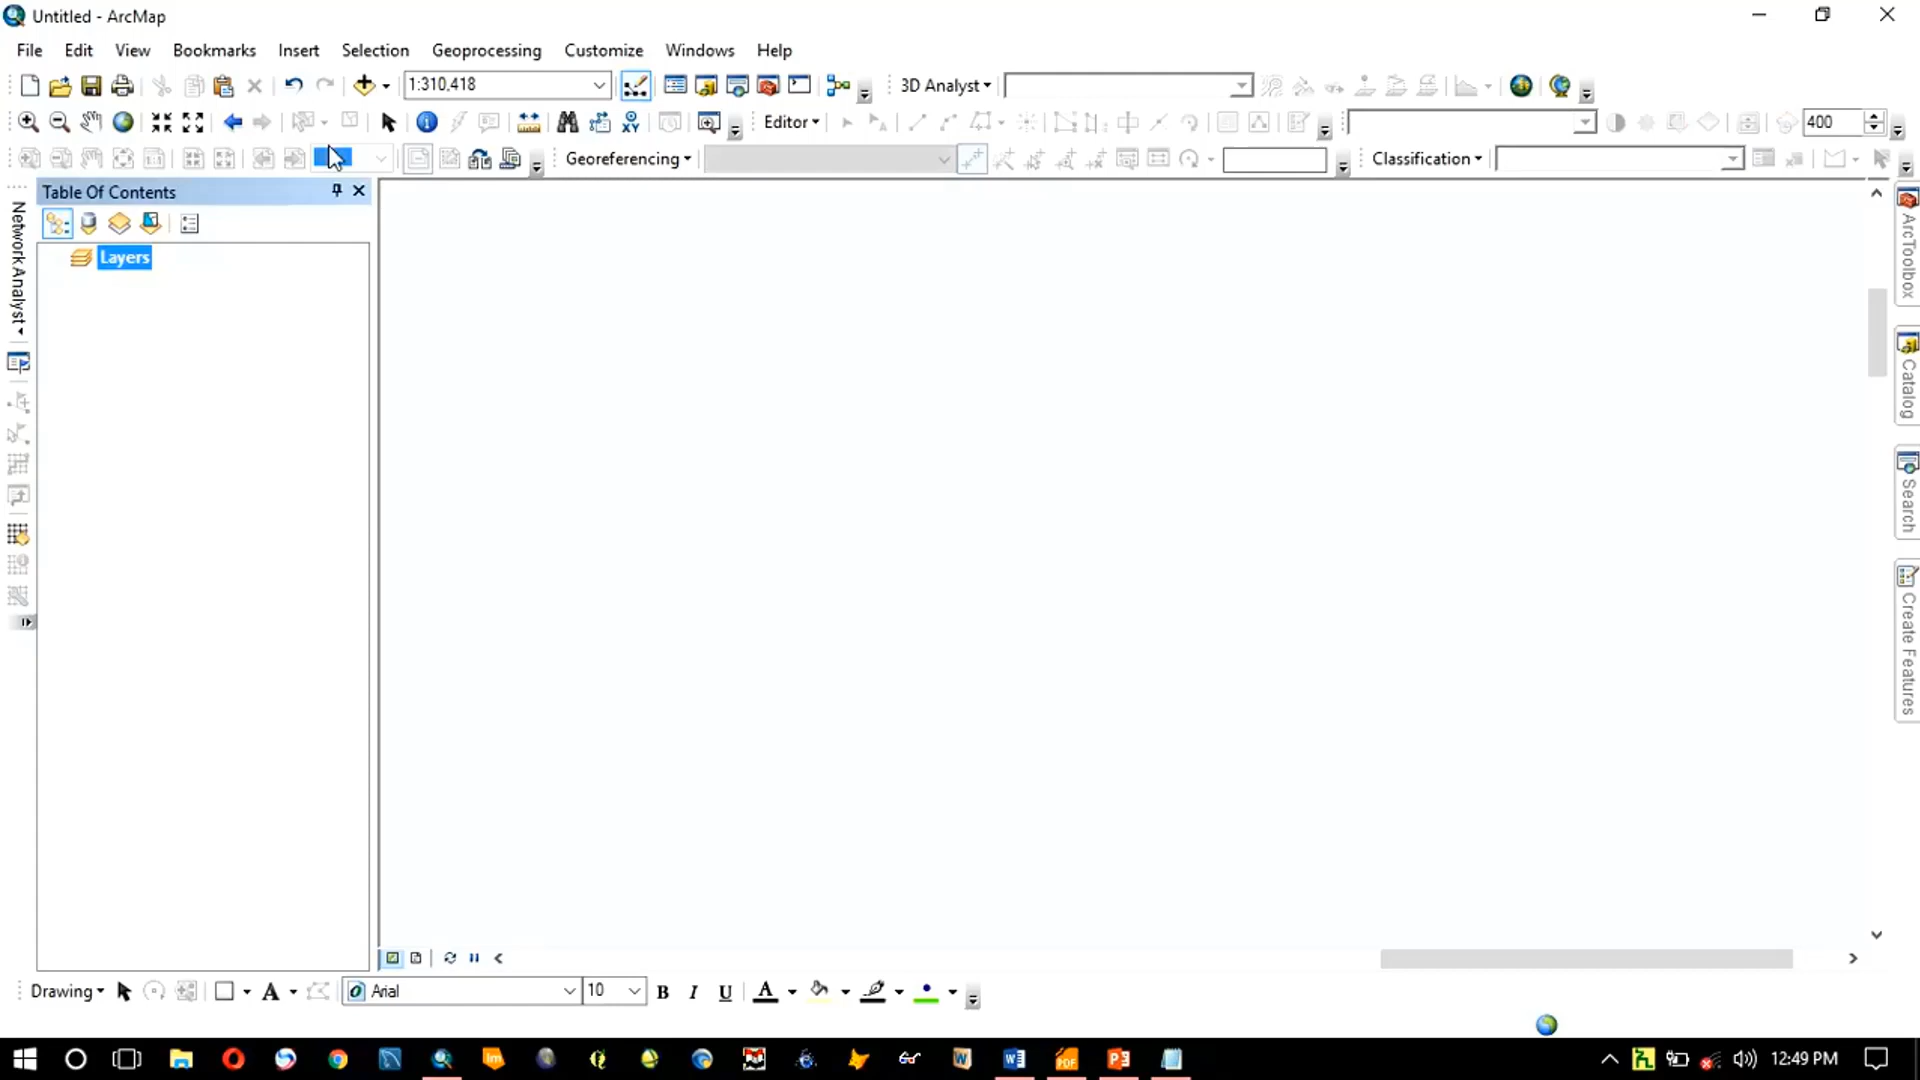 Untitled - ArcMap
File Edit View Bookmarks Insert Selection Geoprocessing Customize Windows Help
1:310,418 3D Analyst
Editor 400
Georeferencing Classification
Table Of Contents
Layers
Network Analyst
ArcToolbox
Catalog
Search
Create Features
Drawing A Arial 10 B I U A
12:49 PM